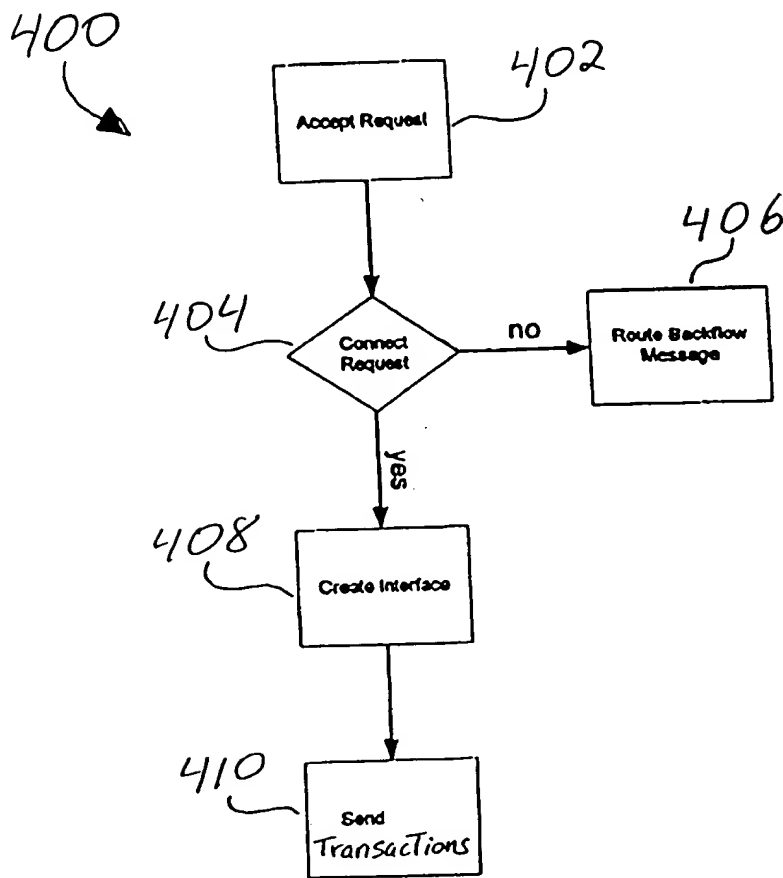 400
402
Accept Request
406
404
Connect
Request
no
Route Backflow
Message
yes
408
Create Interface
410
Send
Transactions